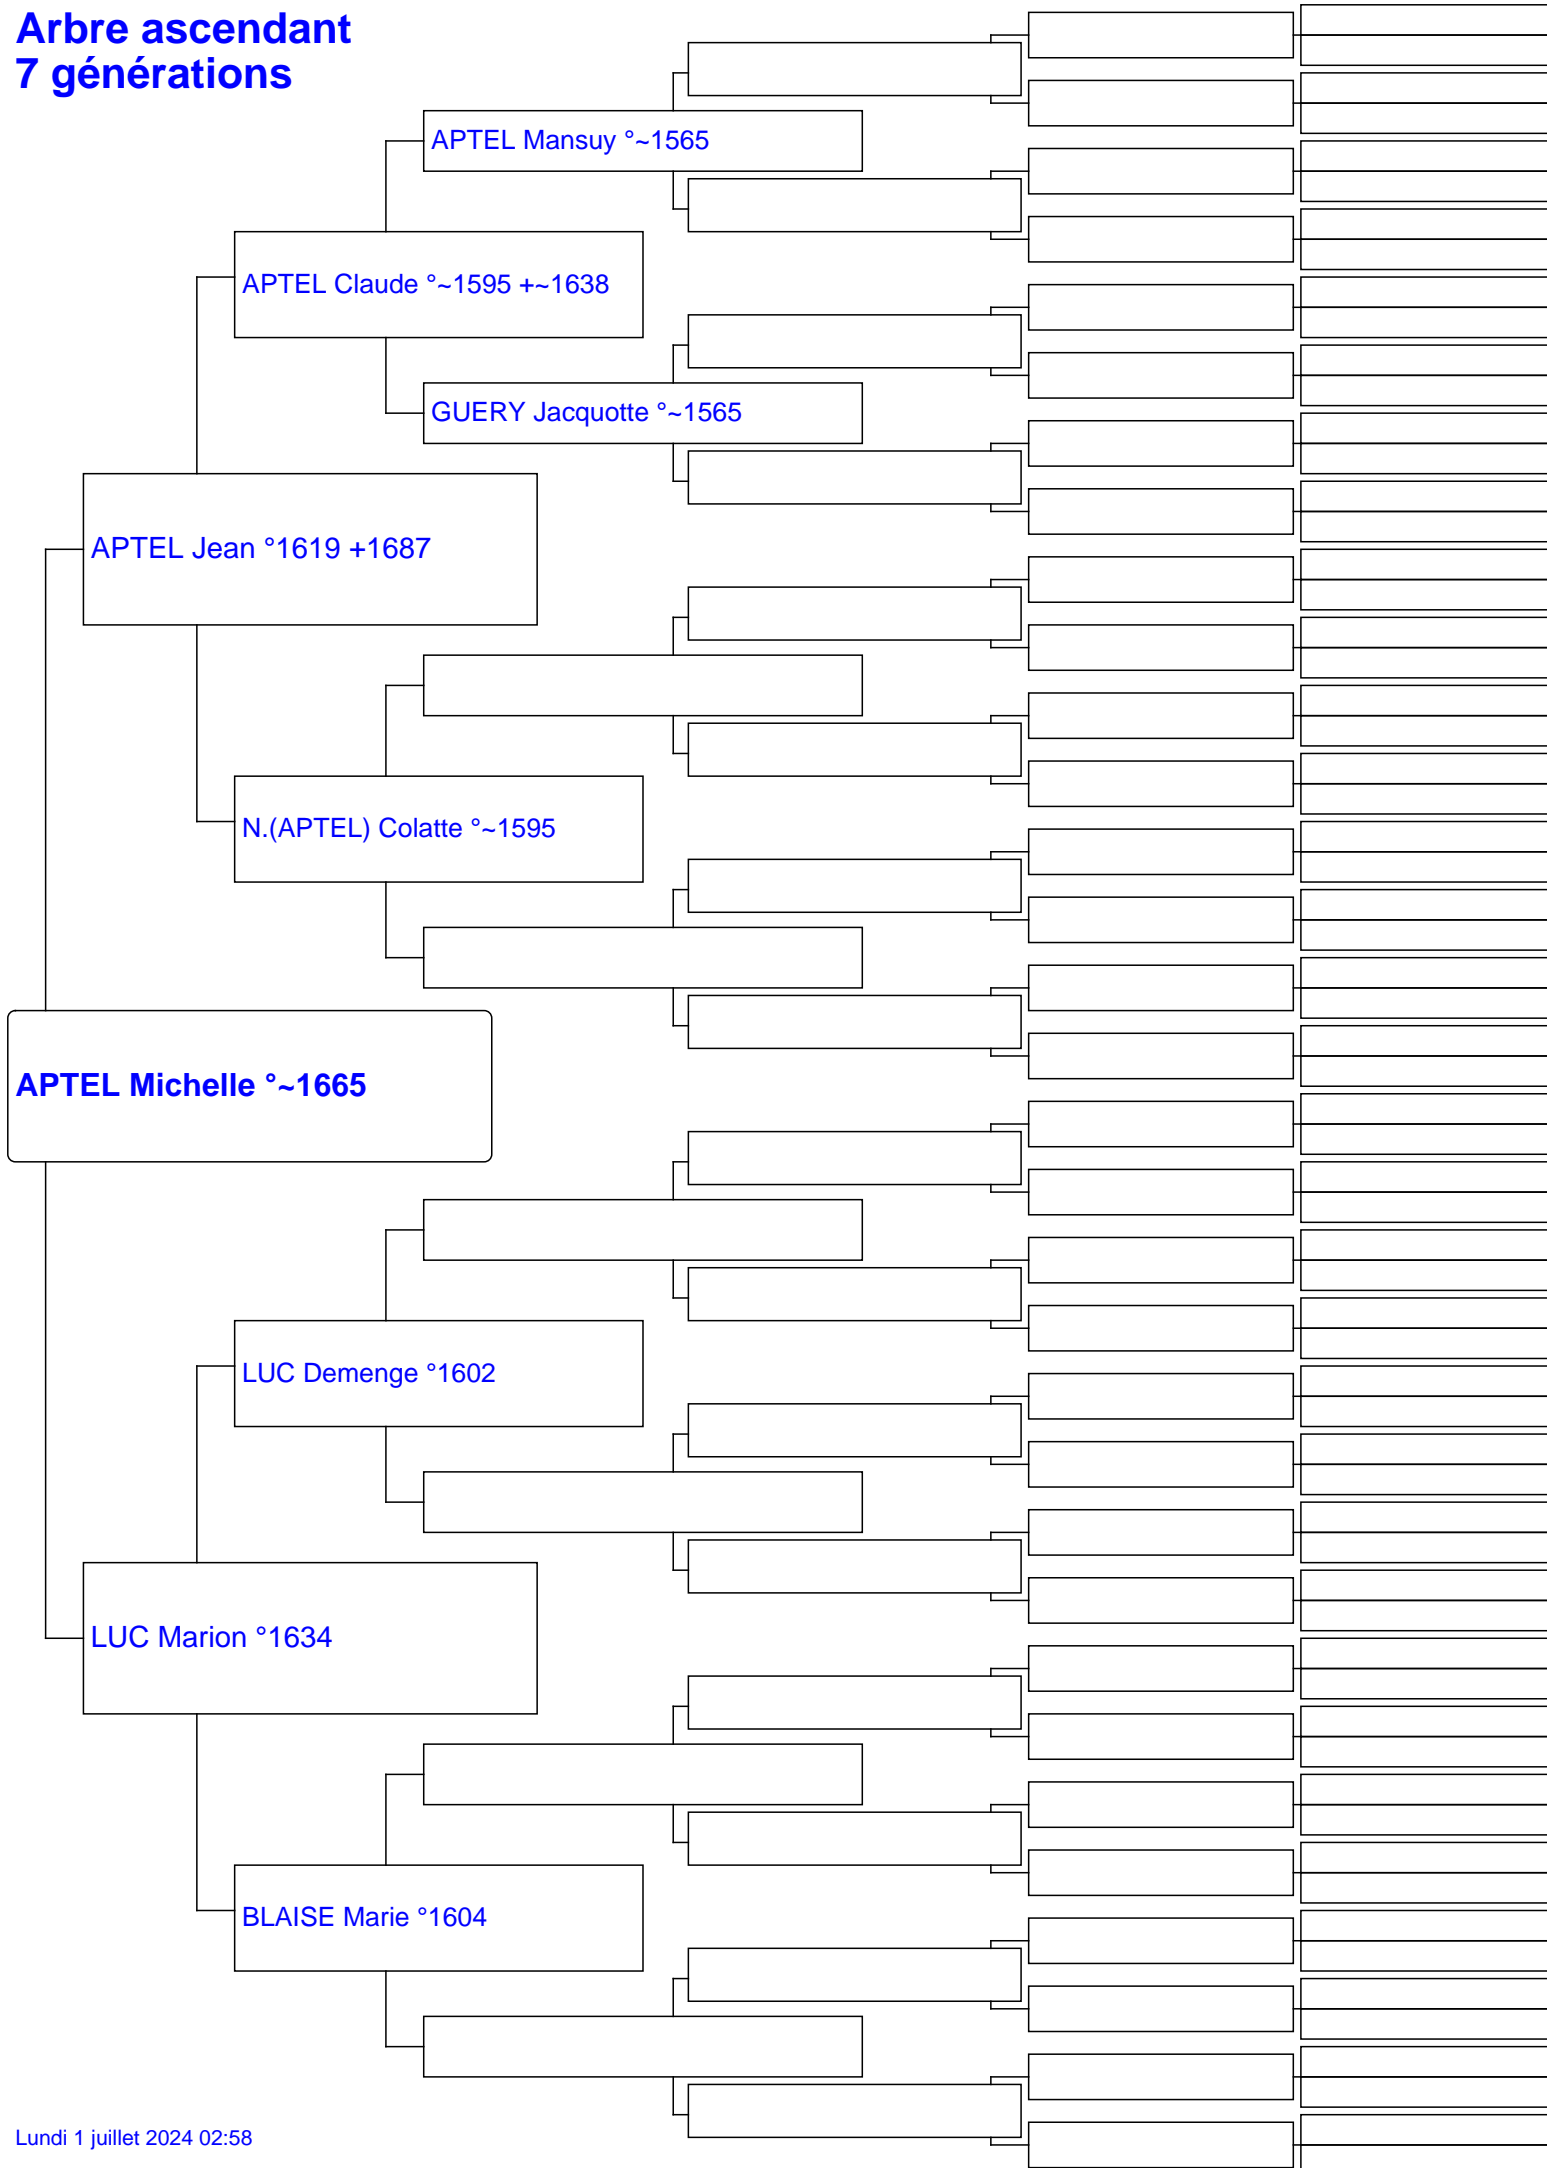 Arbre ascendant
7 générations
APTEL Mansuy °~1565
APTEL Claude °~1595 +~1638
GUERY Jacquotte °~1565
APTEL Jean °1619 +1687
N.(APTEL) Colatte °~1595
APTEL Michelle °~1665
LUC Demenge °1602
LUC Marion °1634
BLAISE Marie °1604
Lundi 1 juillet 2024 02:58